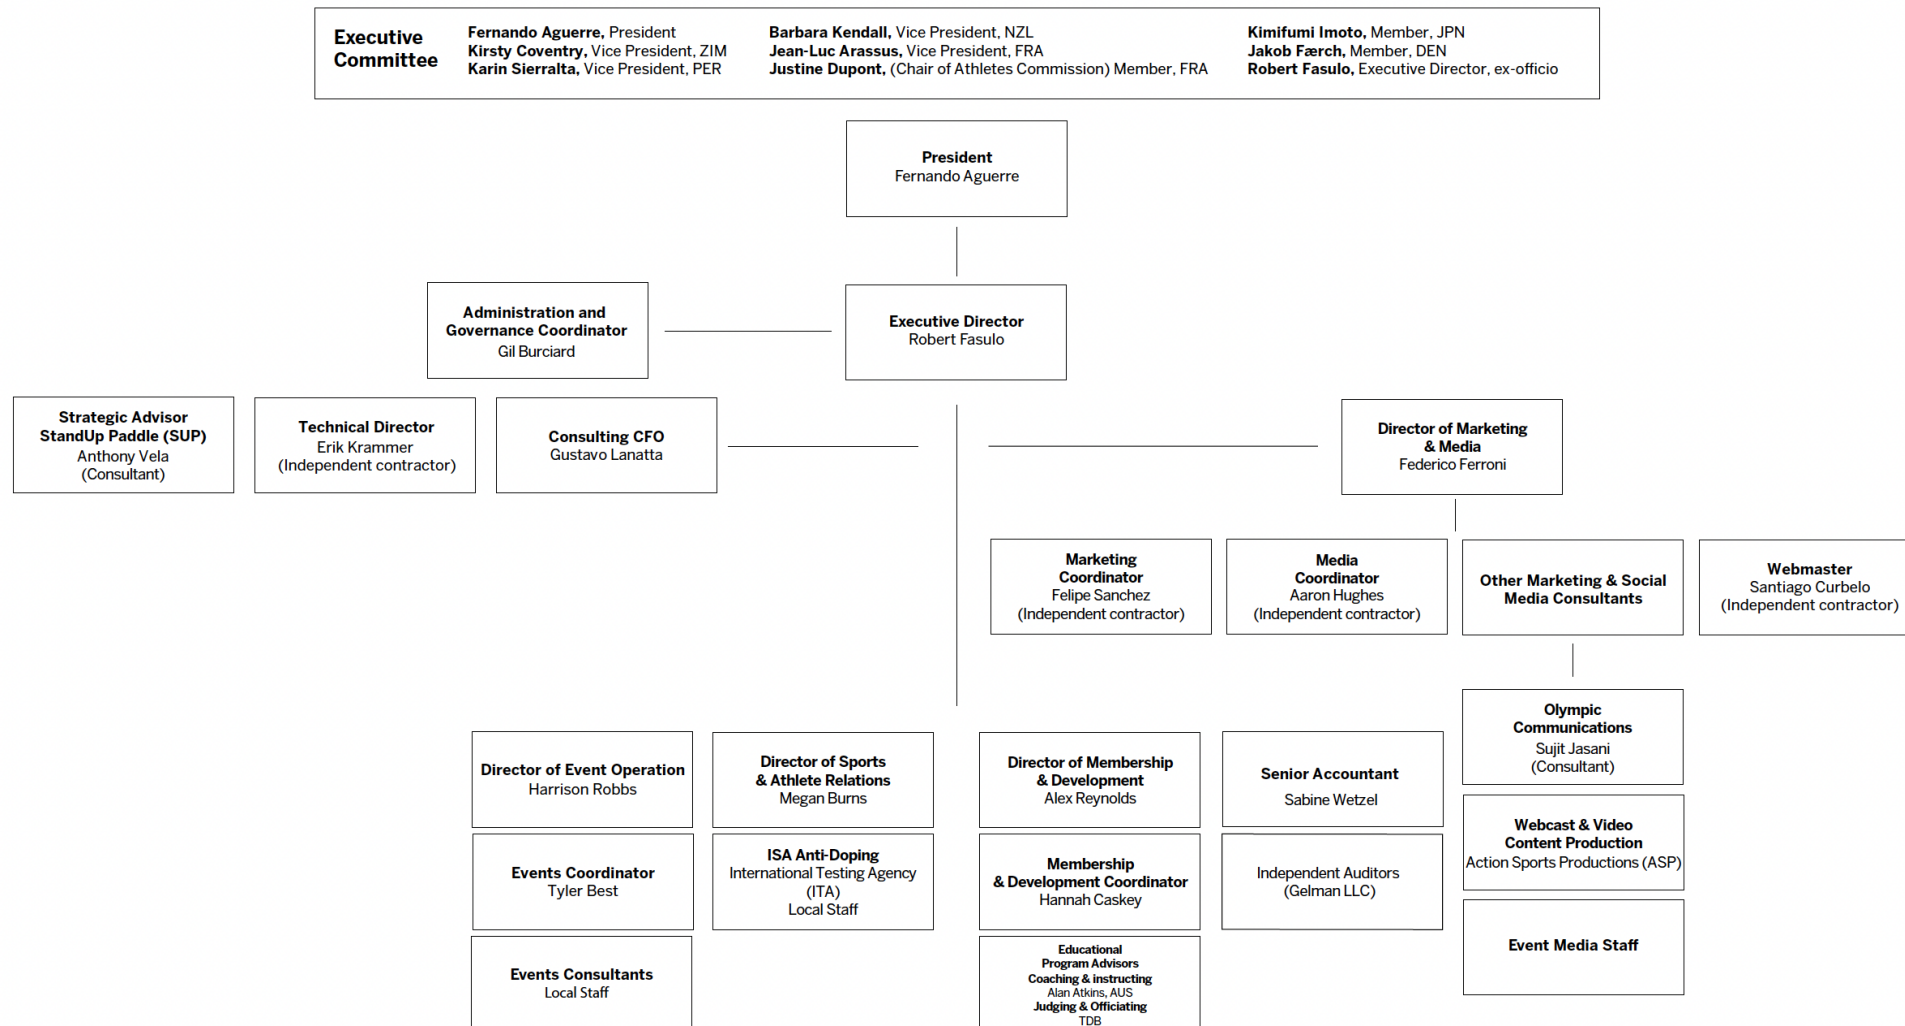 Executive
Committee
Fernando Aguerre, President
Kirsty Coventry, Vice President, ZIM
Karin Sierralta, Vice President, PER
Barbara Kendall, Vice President, NZL
Jean-Luc Arassus, Vice President, FRA
Justine Dupont, (Chair of Athletes Commission) Member, FRA
Kimifumi Imoto, Member, JPN
Jakob Færch, Member, DEN
Robert Fasulo, Executive Director, ex-officio
President
Fernando Aguerre
Administration and
Governance Coordinator
Gil Burciard
Executive Director
Robert Fasulo
Strategic Advisor
StandUp Paddle (SUP)
Anthony Vela
(Consultant)
Technical Director
Erik Krammer
(Independent contractor)
Consulting CFO
Gustavo Lanatta
Director of Marketing
& Media
Federico Ferroni
Marketing
Coordinator
Felipe Sanchez
(Independent contractor)
Media
Coordinator
Aaron Hughes
(Independent contractor)
Other Marketing & Social
Media Consultants
Webmaster
Santiago Curbelo
(Independent contractor)
Olympic
Communications
Sujit Jasani
(Consultant)
Webcast & Video
Content Production
Action Sports Productions (ASP)
Event Media Staff
Director of Event Operation
Harrison Robbs
Events Coordinator
Tyler Best
Events Consultants
Local Staff
Director of Sports
& Athlete Relations
Megan Burns
ISA Anti-Doping
International Testing Agency
(ITA)
Local Staff
Director of Membership
& Development
Alex Reynolds
Membership
& Development Coordinator
Hannah Caskey
Educational
Program Advisors
Coaching & instructing
Alan Atkins, AUS
Judging & Officiating
TDB
Senior Accountant
Sabine Wetzel
Independent Auditors
(Gelman LLC)